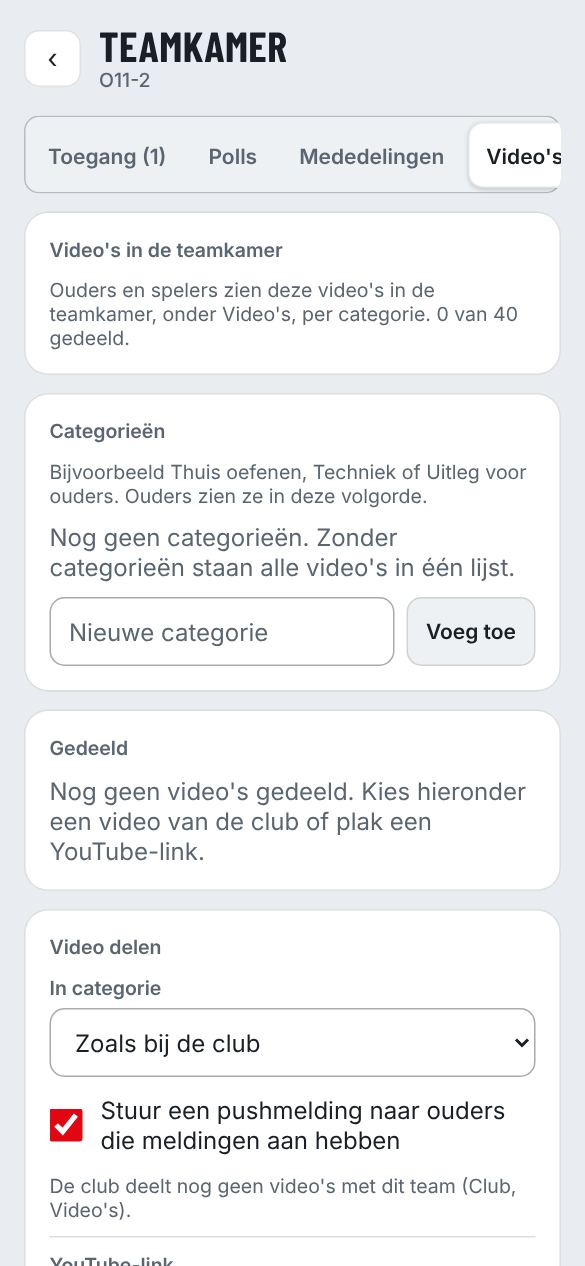 TEAMKAMER
O11-2
Toegang (1) Polls Mededelingen Video's
Video's in de teamkamer
Ouders en spelers zien deze video's in de
teamkamer, onder Video's, per categorie. 0 van 40
gedeeld.
Categorieën
Bijvoorbeeld Thuis oefenen, Techniek of Uitleg voor
ouders. Ouders zien ze in deze volgorde.
Nog geen categorieën. Zonder
categorieën staan alle video's in één lijst.
Nieuwe categorie Voeg toe
Gedeeld
Nog geen video's gedeeld. Kies hieronder
een video van de club of plak een
YouTube-link.
Video delen
In categorie
Zoals bij de club
Stuur een pushmelding naar ouders
die meldingen aan hebben
De club deelt nog geen video's met dit team (Club,
Video's).
YouTube-link